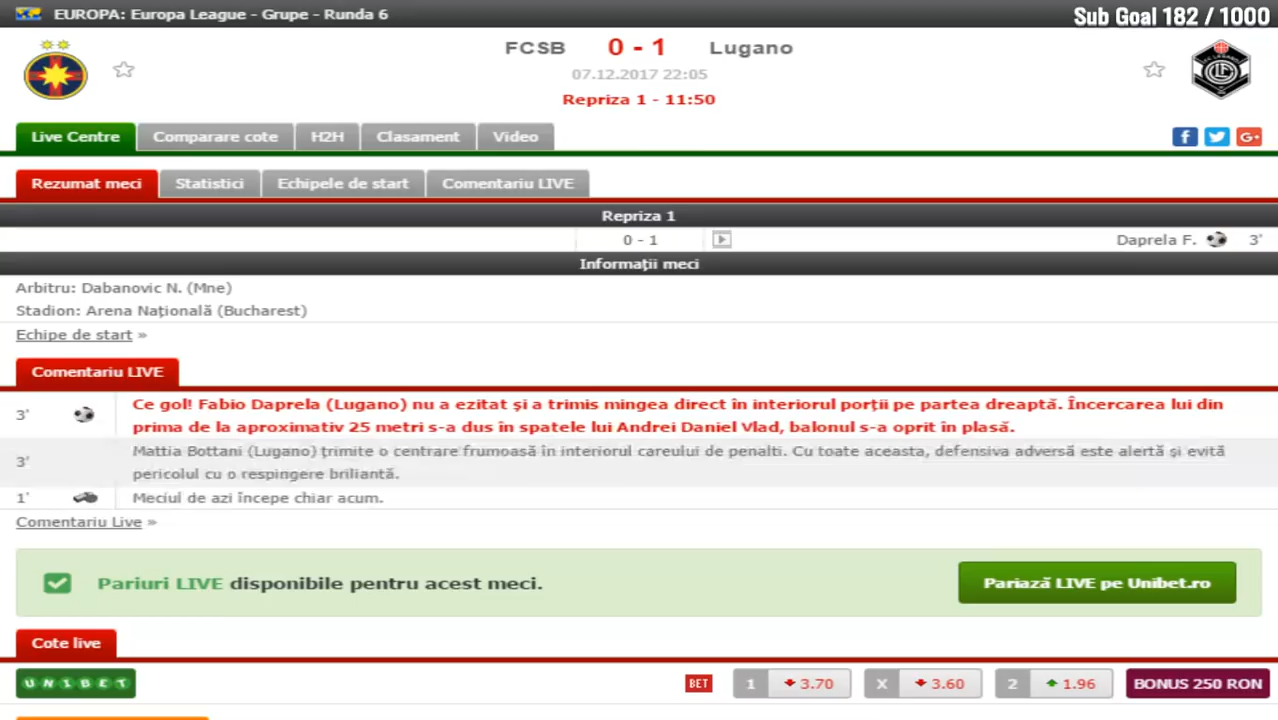 EUROPA: Europa League - Grupe - Runda 6
Sub Goal 182 / 1000
FCSB 0 - 1 Lugano
07.12.2017 22:05
Repriza 1 - 11:50
Live Centre Comparare cote H2H Clasament Video
Rezumat meci Statistici Echipele de start Comentariu LIVE
Repriza 1
0 - 1 Daprela F. 3'
Informații meci
Arbitru: Dabanovic N. (Mne)
Stadion: Arena Națională (Bucharest)
Echipe de start »
Comentariu LIVE
3' Ce gol! Fabio Daprela (Lugano) nu a ezitat și a trimis mingea direct în interiorul porții pe partea dreaptă. Încercarea lui din
prima de la aproximativ 25 metri s-a dus în spatele lui Andrei Daniel Vlad, balonul s-a oprit în plasă.
3' Mattia Bottani (Lugano) trimite o centrare frumoasă în interiorul careului de penalti. Cu toate aceasta, defensiva adversă este alertă și evită
pericolul cu o respingere briliantă.
1' Meciul de azi începe chiar acum.
Comentariu Live »
Pariuri LIVE disponibile pentru acest meci.
Pariază LIVE pe Unibet.ro
Cote live
UNIBET BET 1 3.70 X 3.60 2 1.96 BONUS 250 RON